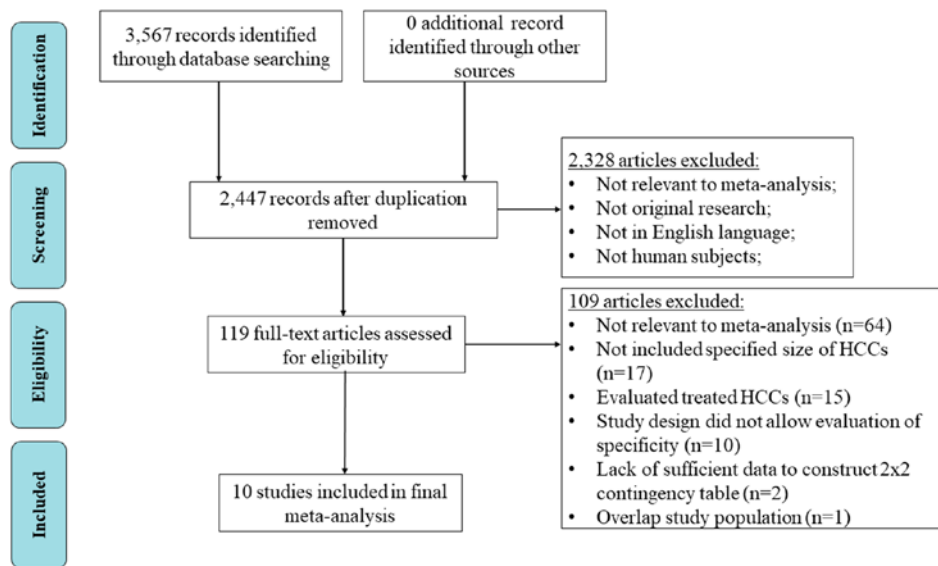 Identification
3,567 records identified
through database searching
0 additional record
identified through other
sources
Screening
2,447 records after duplication
removed
2,328 articles excluded:
• Not relevant to meta-analysis;
• Not original research;
• Not in English language;
• Not human subjects;
Eligibility
119 full-text articles assessed
for eligibility
109 articles excluded:
• Not relevant to meta-analysis (n=64)
• Not included specified size of HCCs
(n=17)
• Evaluated treated HCCs (n=15)
• Study design did not allow evaluation of
specificity (n=10)
• Lack of sufficient data to construct 2x2
contingency table (n=2)
• Overlap study population (n=1)
Included
10 studies included in final
meta-analysis